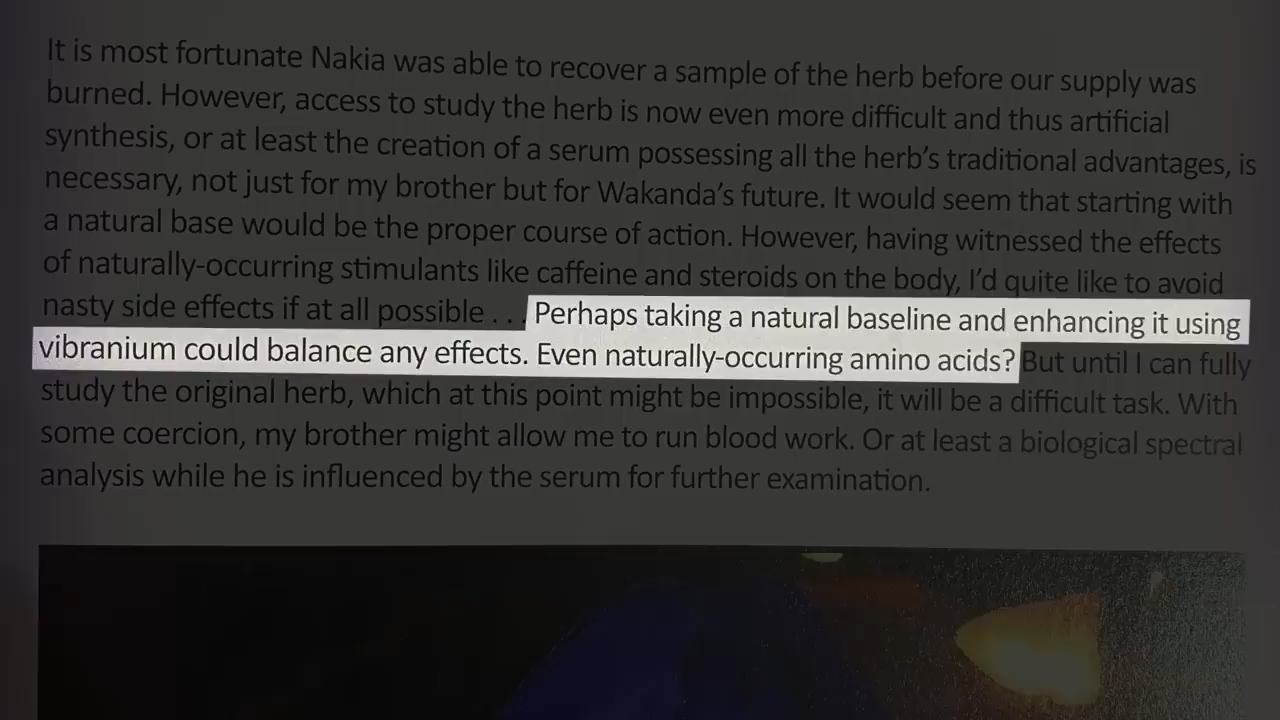 It is most fortunate Nakia was able to recover a sample of the herb before our supply was
burned. However, access to study the herb is now even more difficult and thus artificial
synthesis, or at least the creation of a serum possessing all the herb's traditional advantages, is
necessary, not just for my brother but for Wakanda's future. It would seem that starting with
a natural base would be the proper course of action. However, having witnessed the effects
of naturally-occurring stimulants like caffeine and steroids on the body, I'd quite like to avoid
nasty side effects if at all possible . . . Perhaps taking a natural baseline and enhancing it using
vibranium could balance any effects. Even naturally-occurring amino acids? But until I can fully
study the original herb, which at this point might be impossible, it will be a difficult task. With
some coercion, my brother might allow me to run blood work. Or at least a biological spectral
analysis while he is influenced by the serum for further examination.